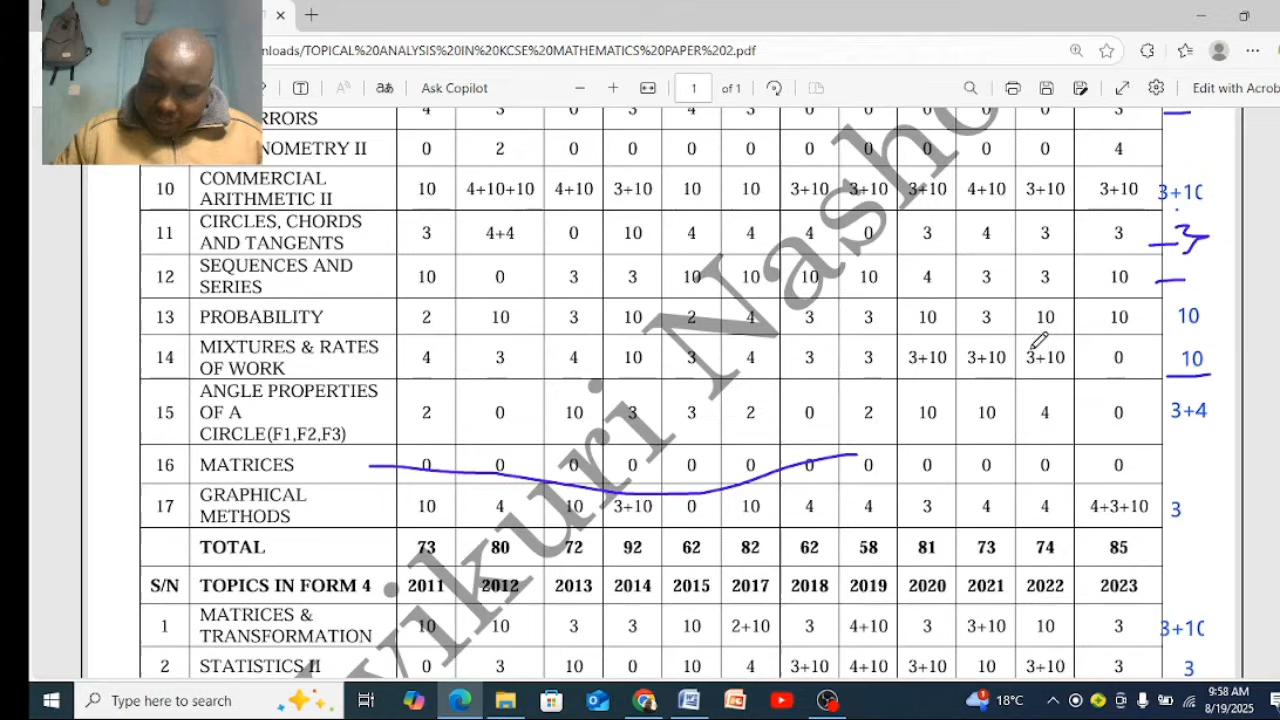 nloads/TOPICAL%20ANALYSIS%20IN%20KCSE%20MATHEMATICS%20PAPER%202.pdf
Ask Copilot 1 of 1 Edit with Acrob
RRORS 4 3 0 3 4 3 0 0 0 0 0 3
NOMETRY II 0 2 0 0 0 0 0 0 0 0 0 4
10 COMMERCIAL ARITHMETIC II 10 4+10+10 4+10 3+10 10 10 3+10 3+10 3+10 4+10 3+10 3+10 3+10
11 CIRCLES, CHORDS AND TANGENTS 3 4+4 0 10 4 4 4 0 3 4 3 3 3
12 SEQUENCES AND SERIES 10 0 3 3 10 10 10 10 4 3 3 10
13 PROBABILITY 2 10 3 10 2 4 3 3 10 3 10 10 10
14 MIXTURES & RATES OF WORK 4 3 4 10 3 4 3 3 3+10 3+10 3+10 0 10
15 ANGLE PROPERTIES OF A CIRCLE(F1,F2,F3) 2 0 10 3 3 2 0 2 10 10 4 0 3+4
16 MATRICES 0 0 0 0 0 0 0 0 0 0 0 0
17 GRAPHICAL METHODS 10 4 10 3+10 0 10 4 4 3 4 4 4+3+10 3
TOTAL 73 80 72 92 62 82 62 58 81 73 74 85
S/N TOPICS IN FORM 4 2011 2012 2013 2014 2015 2017 2018 2019 2020 2021 2022 2023
1 MATRICES & TRANSFORMATION 10 10 3 3 10 2+10 3 4+10 3 3+10 10 3 3+10
2 STATISTICS II 0 3 10 0 10 4 3+10 4+10 3+10 10 3+10 3 3
Type here to search
18°C
9:58 AM
8/19/2025